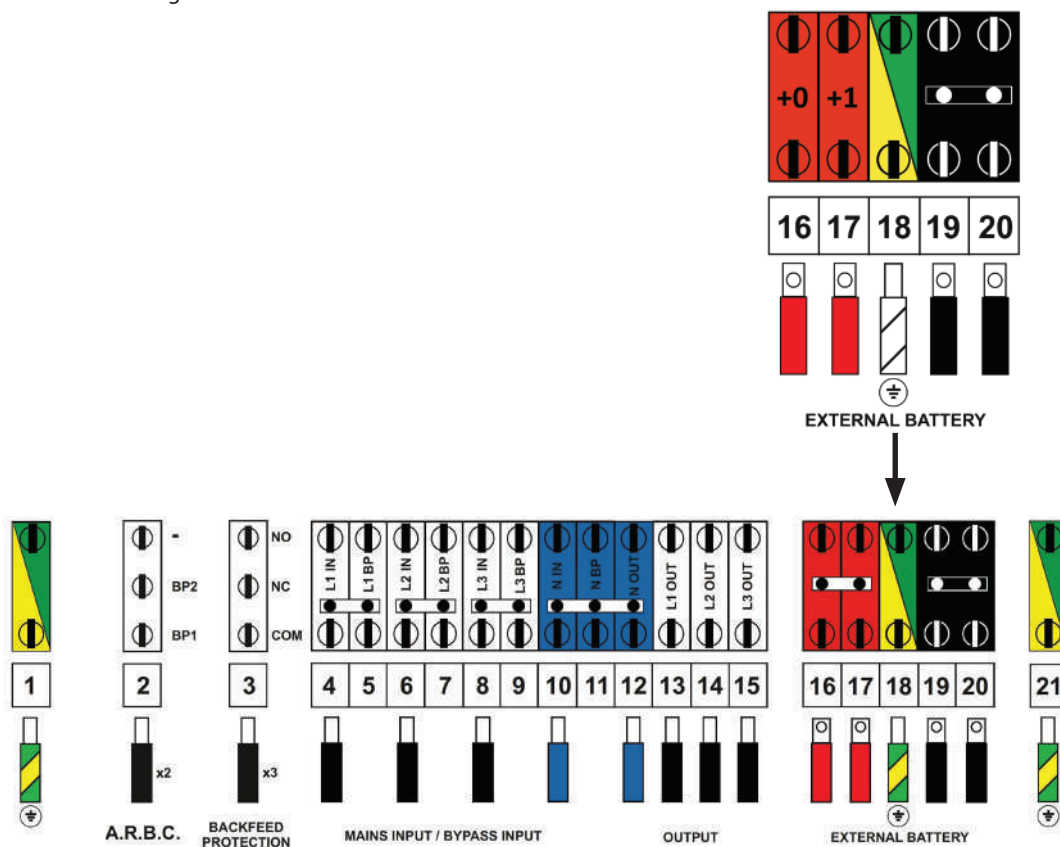 g
+0 +1
16 17 18 19 20
EXTERNAL BATTERY
- NO
BP2 NC
BP1 COM
L1 IN L1 BP L2 IN L2 BP L3 IN L3 BP N IN N BP N OUT L1 OUT L2 OUT L3 OUT
1 2 3 4 5 6 7 8 9 10 11 12 13 14 15 16 17 18 19 20 21
x2 x3
A.R.B.C.
BACKFEED
PROTECTION
MAINS INPUT / BYPASS INPUT
OUTPUT
EXTERNAL BATTERY